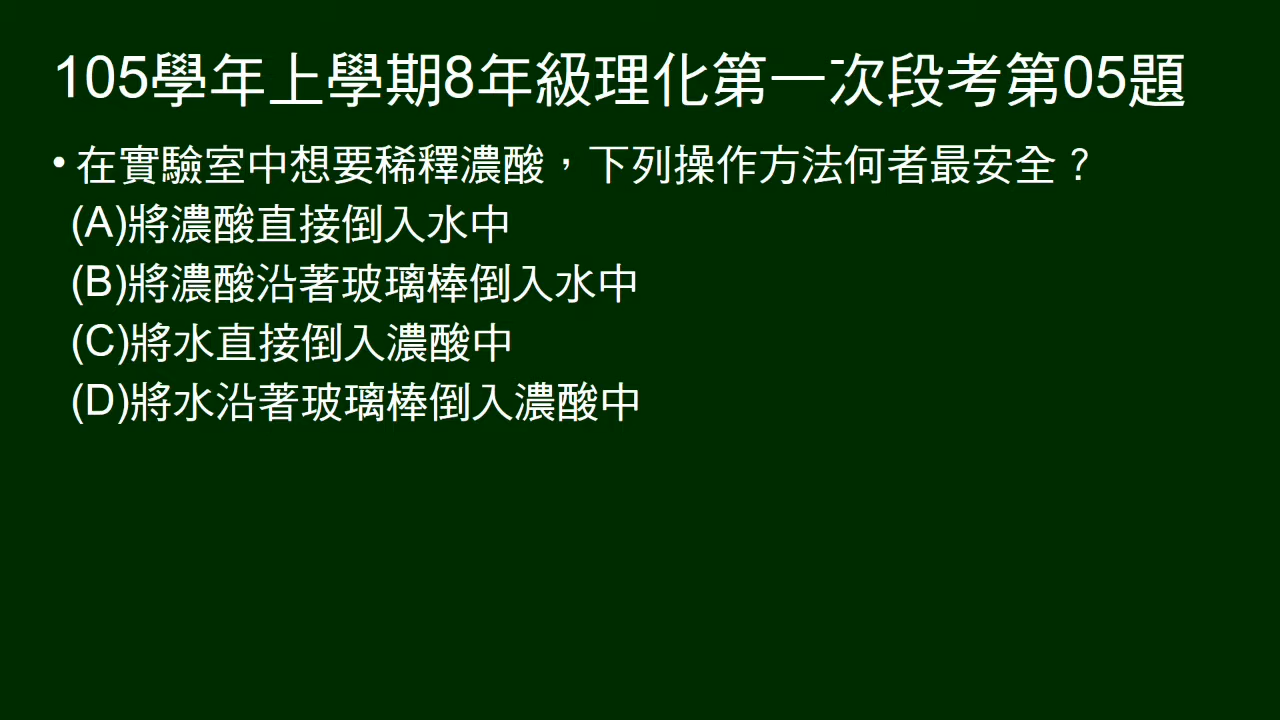 105學年上學期8年級理化第一次段考第05題
•在實驗室中想要稀釋濃酸，下列操作方法何者最安全？
(A)將濃酸直接倒入水中
(B)將濃酸沿著玻璃棒倒入水中
(C)將水直接倒入濃酸中
(D)將水沿著玻璃棒倒入濃酸中